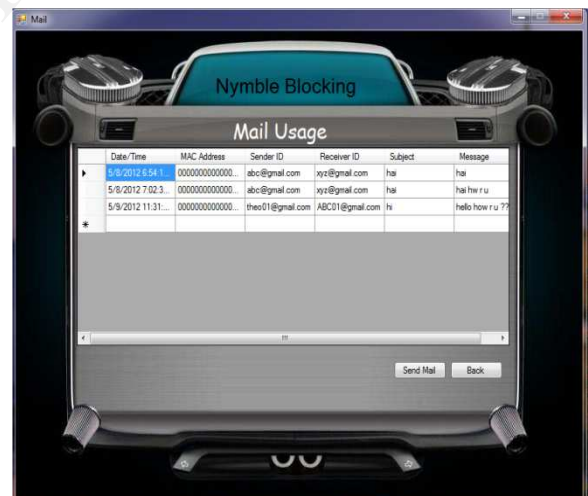 Mail
Nymble Blocking
Mail Usage
Date/Time MAC Address Sender ID Receiver ID Subject Message
5/8/2012 6:54:1... 0000000000000... abc@gmail.com xyz@gmail.com hai hai
5/8/2012 7:02:3... 0000000000000... abc@gmail.com xyz@gmail.com hai hai hw r u
5/9/2012 11:31:... 0000000000000... theo01@gmail.com ABC01@gmail.com hi hello how r u ??
Send Mail Back